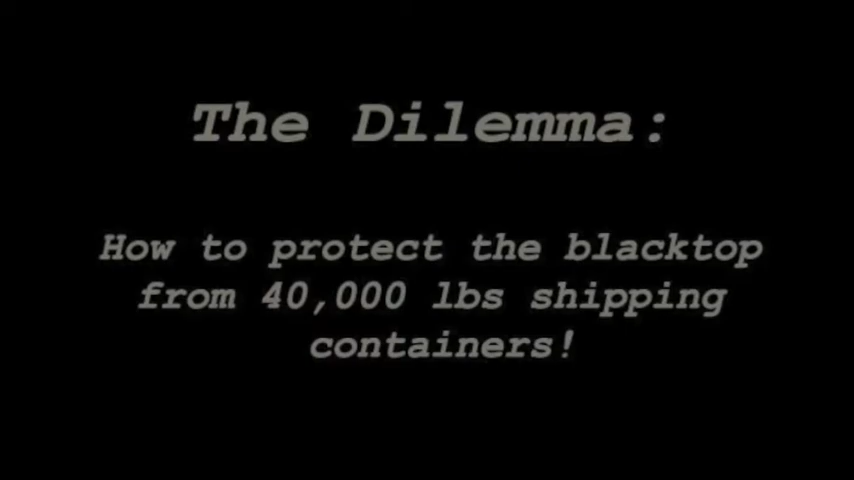 The Dilemma:
How to protect the blacktop
from 40,000 lbs shipping
containers!